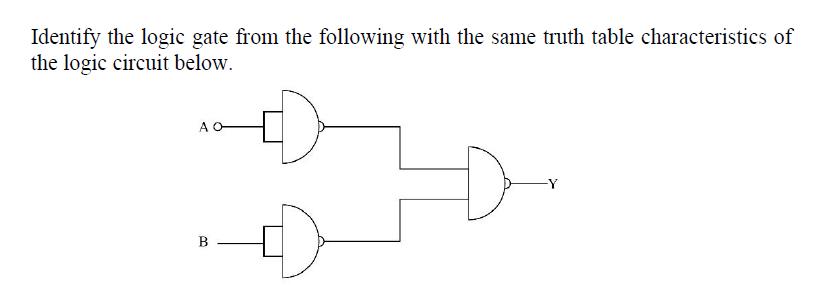 Identify the logic gate from the following with the same truth table characteristics of
the logic circuit below.
A
Y
B